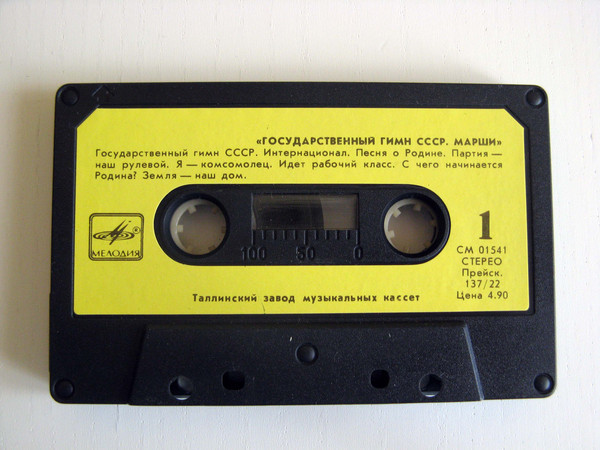 «ГОСУДАРСТВЕННЫЙ ГИМН СССР. МАРШИ»
Государственный гимн СССР. Интернационал. Песня о Родине. Партия —
наш рулевой. Я — комсомолец. Идет рабочий класс. С чего начинается
Родина? Земля — наш дом.
МЕЛОДИЯ ®
100 50 0
1
СМ 01541
СТЕРЕО
Прейск.
137/22
Цена 4.90
Таллинский завод музыкальных кассет